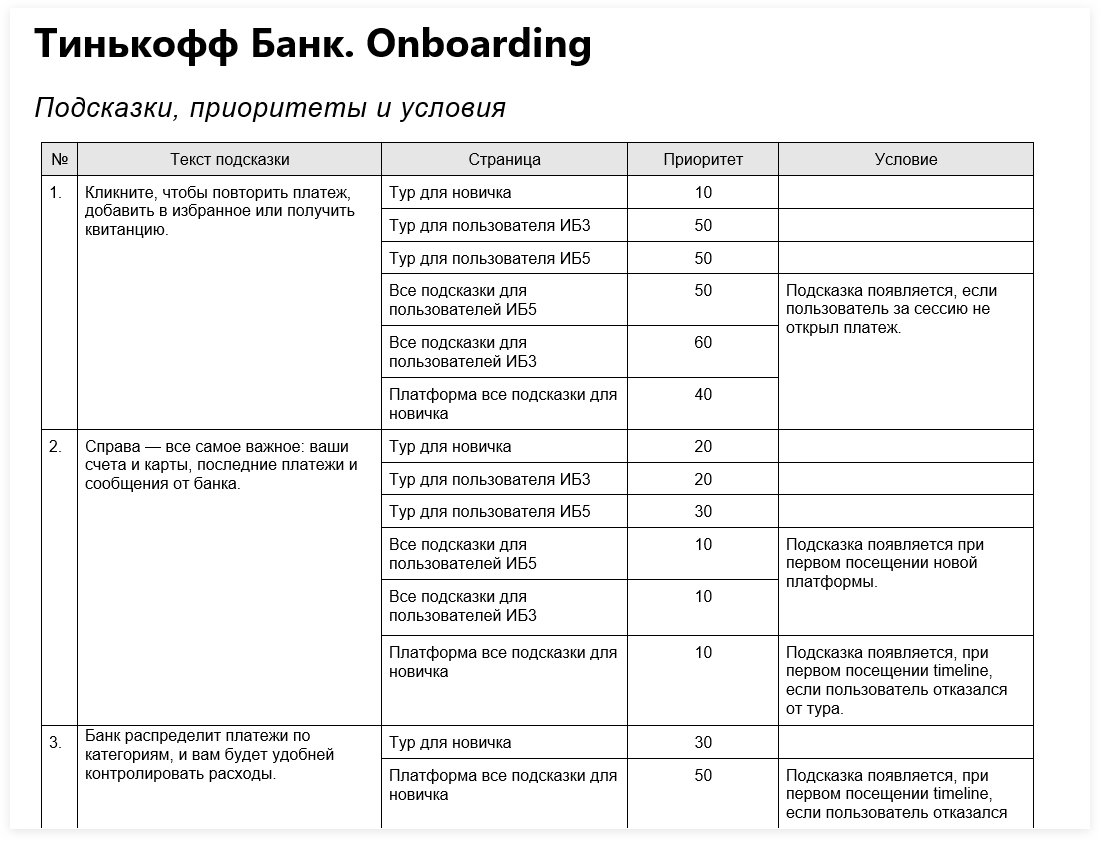 Тинькофф Банк. Onboarding
Подсказки, приоритеты и условия
№ Текст подсказки Страница Приоритет Условие
1. Кликните, чтобы повторить платеж,
добавить в избранное или получить
квитанцию.
Тур для новичка 10
Тур для пользователя ИБ3 50
Тур для пользователя ИБ5 50
Все подсказки для
пользователей ИБ5
50
Подсказка появляется, если
пользователь за сессию не
открыл платеж.
Все подсказки для
пользователей ИБ3
60
Платформа все подсказки для
новичка
40
2. Справа — все самое важное: ваши
счета и карты, последние платежи и
сообщения от банка.
Тур для новичка 20
Тур для пользователя ИБ3 20
Тур для пользователя ИБ5 30
Все подсказки для
пользователей ИБ5
10
Подсказка появляется при
первом посещении новой
платформы.
Все подсказки для
пользователей ИБ3
10
Платформа все подсказки для
новичка
10
Подсказка появляется, при
первом посещении timeline,
если пользователь отказался
от тура.
3. Банк распределит платежи по
категориям, и вам будет удобней
контролировать расходы.
Тур для новичка 30
Платформа все подсказки для
новичка
50
Подсказка появляется, при
первом посещении timeline,
если пользователь отказался